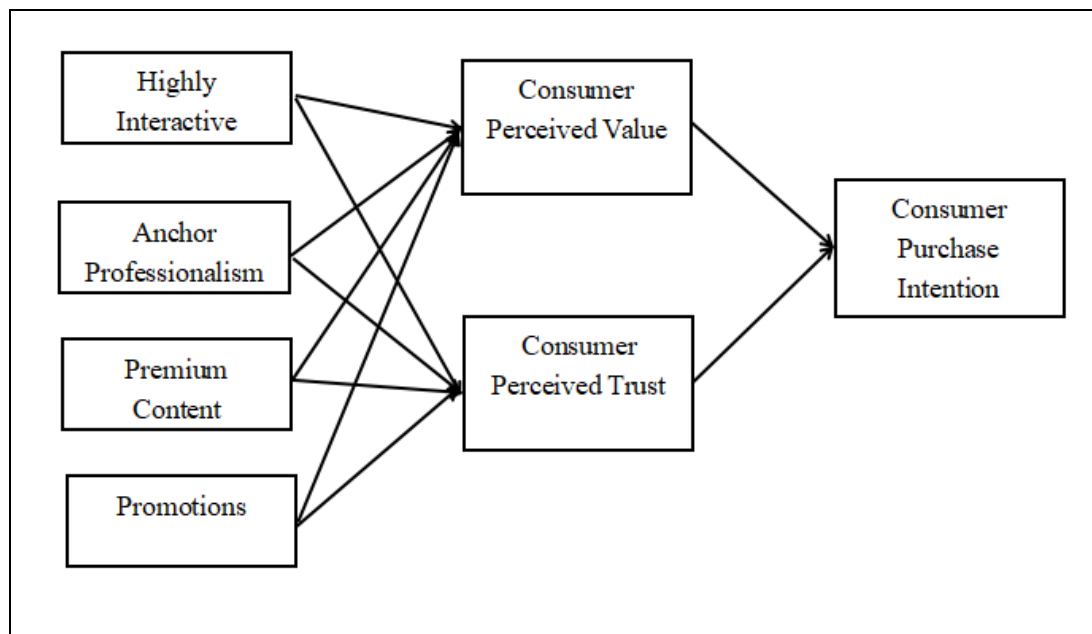 Highly
Interactive
Anchor
Professionalism
Premium
Content
Promotions
Consumer
Perceived Value
Consumer
Perceived Trust
Consumer
Purchase
Intention